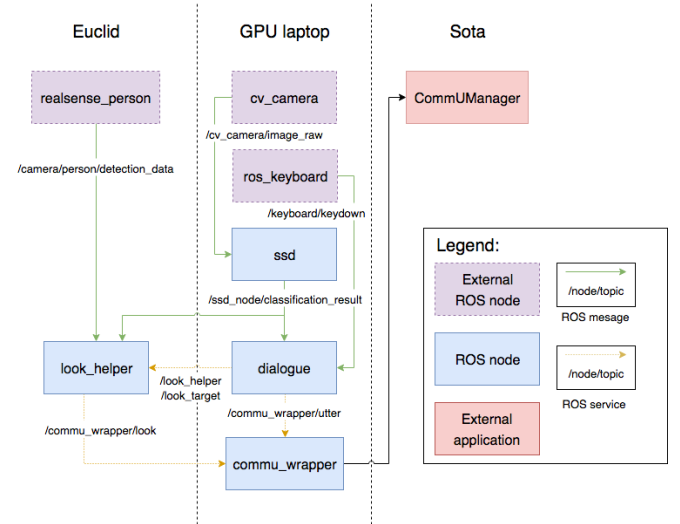 Euclid
GPU laptop
Sota
realsense_person
cv_camera
CommUManager
/cv_camera/image_raw
/camera/person/detection_data
ros_keyboard
/keyboard/keydown
ssd
/ssd_node/classification_result
look_helper
dialogue
/look_helper
/look_target
/commu_wrapper/utter
/commu_wrapper/look
commu_wrapper
Legend:
External
ROS node
/node/topic
ROS mesage
ROS node
/node/topic
ROS service
External
application